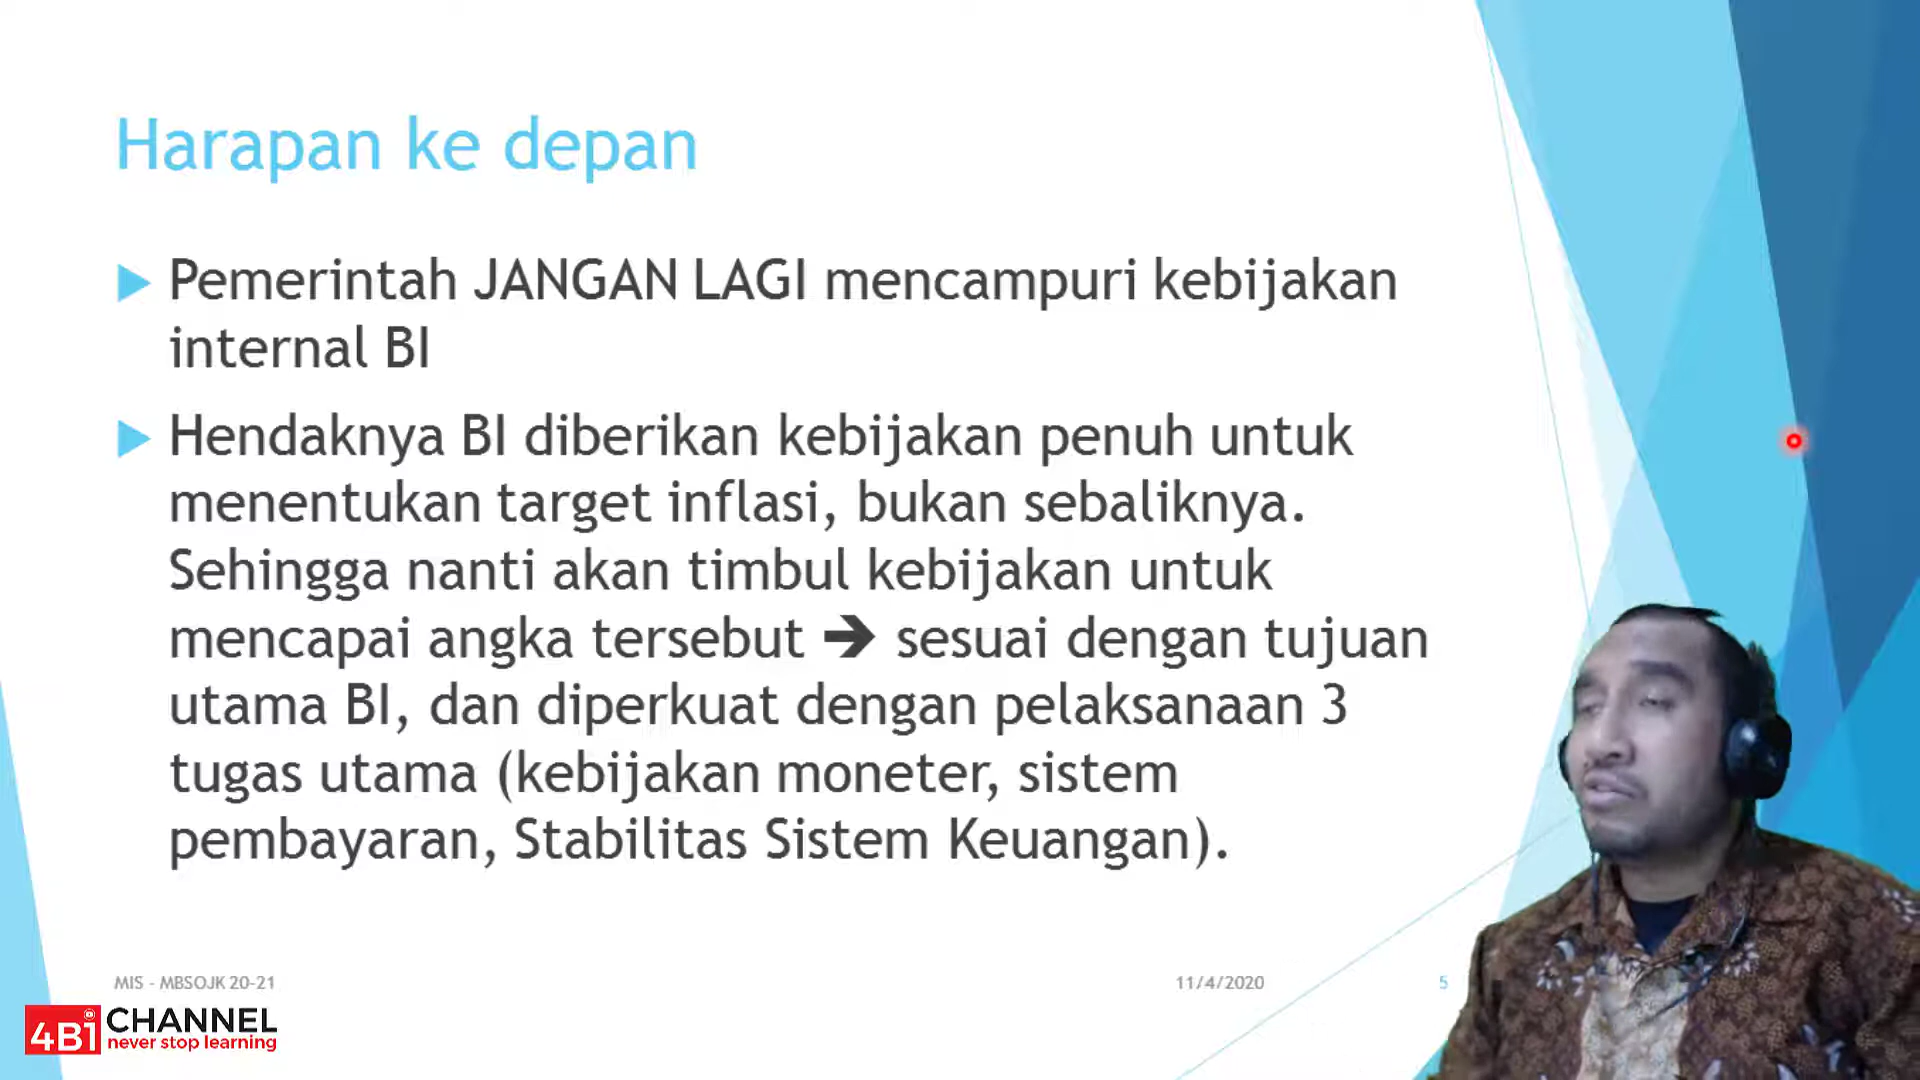 Harapan ke depan
Pemerintah JANGAN LAGI mencampuri kebijakan
internal BI
Hendaknya BI diberikan kebijakan penuh untuk
menentukan target inflasi, bukan sebaliknya.
Sehingga nanti akan timbul kebijakan untuk
mencapai angka tersebut ➔ sesuai dengan tujuan
utama BI, dan diperkuat dengan pelaksanaan 3
tugas utama (kebijakan moneter, sistem
pembayaran, Stabilitas Sistem Keuangan).
MIS - MBSOJK 20-21
11/4/2020
5
4B1 CHANNEL
never stop learning